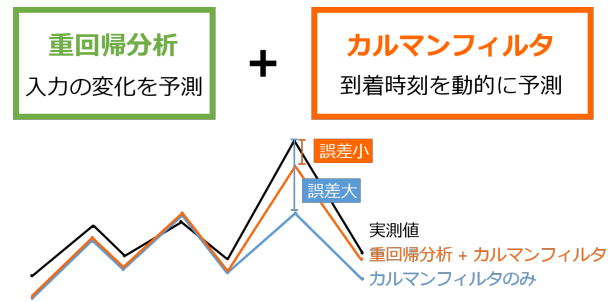 重回帰分析
入力の変化を予測
+
カルマンフィルタ
到着時刻を動的に予測
誤差小
誤差大
実測値
重回帰分析 + カルマンフィルタ
カルマンフィルタのみ